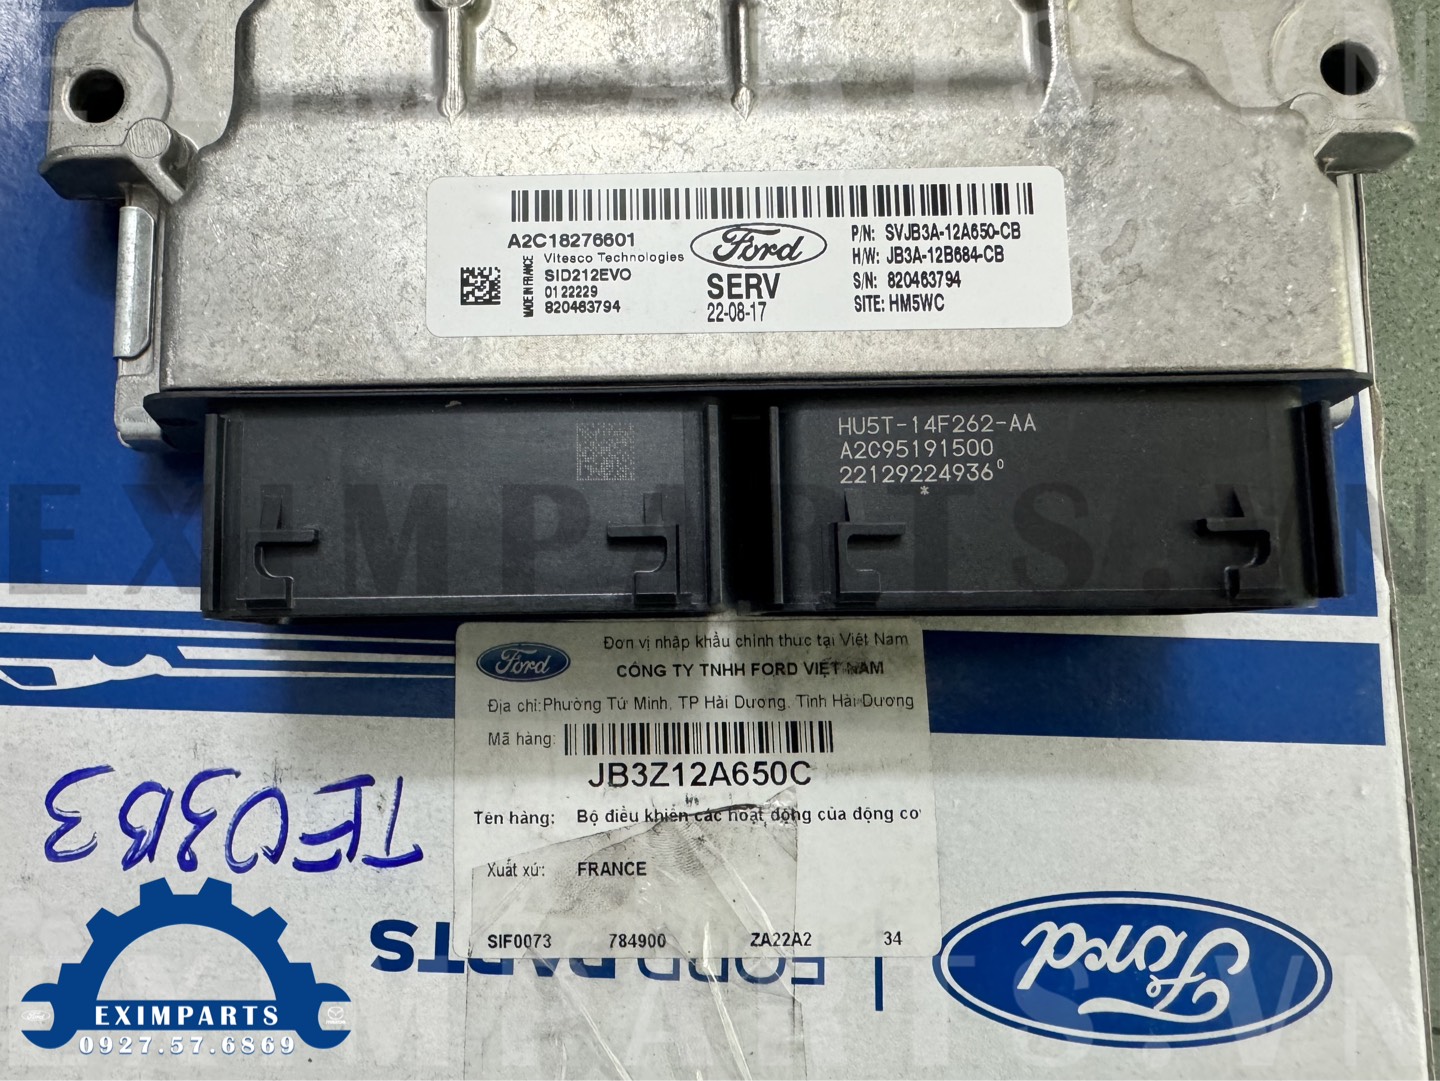 A2C18276601
Vitesco Technologies
SID212EVO
0122229
820463794
MADE IN FRANCE
Ford
SERV
22-08-17
P/N: SVJB3A-12A650-CB
H/W: JB3A-12B684-CB
S/N: 820463794
SITE: HM5WC
HU5T-14F262-AA
A2C95191500
22129224936⁰
*
EXIMPARTS.VN
Ford
Đơn vị nhập khẩu chính thức tại Việt Nam
CÔNG TY TNHH FORD VIỆT NAM
Địa chỉ:Phường Tứ Minh, TP Hải Dương, Tỉnh Hải Dương
Mã hàng:
JB3Z12A650C
Tên hàng: Bộ điều khiển các hoạt động của động cơ
Xuất xứ: FRANCE
SIF0073 784900 ZA22A2 34
TF03B3
FORD PARTS
Ford
EXIMPARTS
0927.57.6869